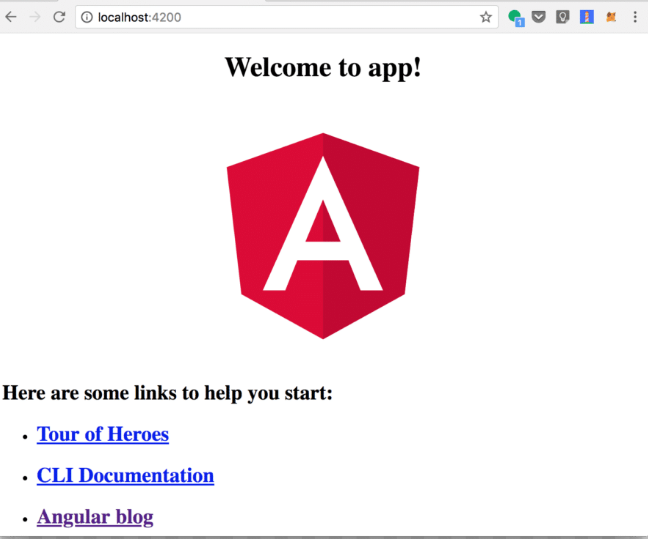 localhost:4200
1
Welcome to app!
A
Here are some links to help you start:
Tour of Heroes
CLI Documentation
Angular blog